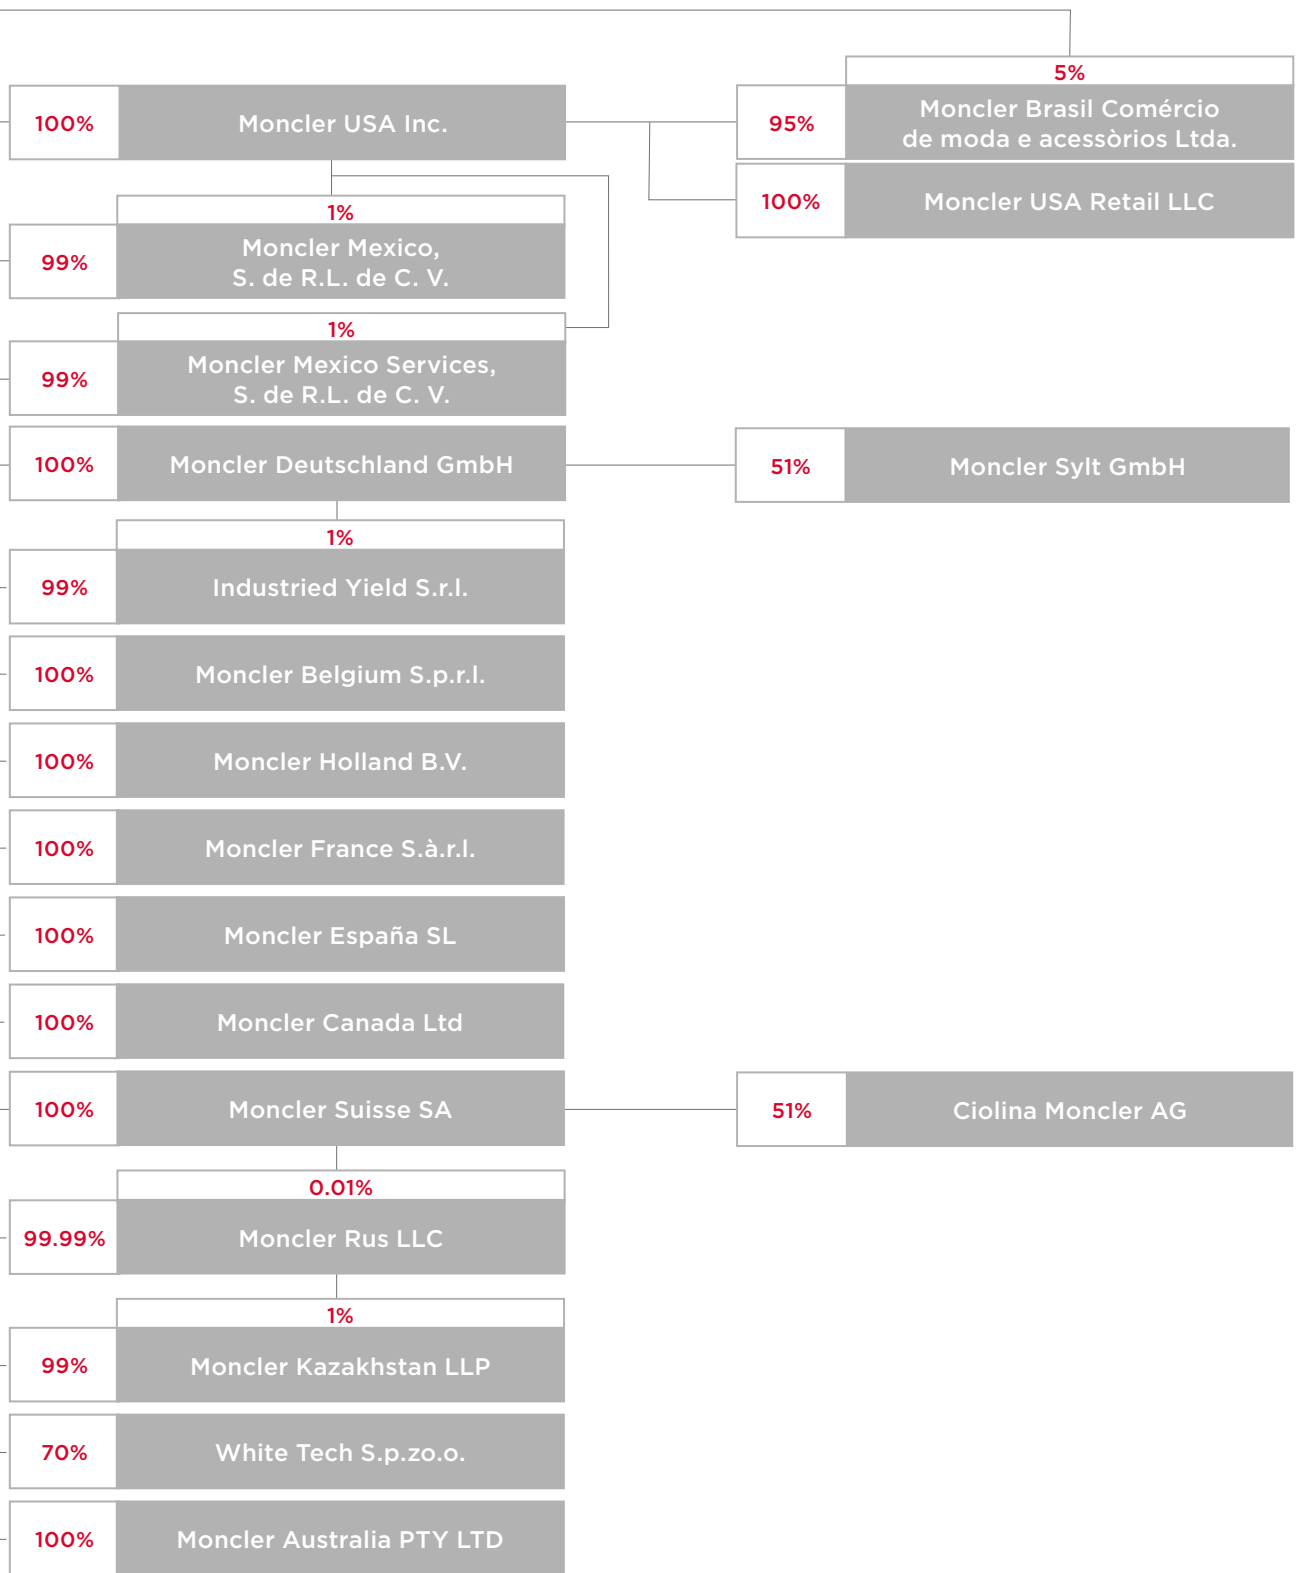 5%
100%
Moncler USA Inc.
95%
Moncler Brasil Comércio
de moda e acessòrios Ltda.
100%
Moncler USA Retail LLC
1%
99%
Moncler Mexico,
S. de R.L. de C. V.
1%
99%
Moncler Mexico Services,
S. de R.L. de C. V.
100%
Moncler Deutschland GmbH
51%
Moncler Sylt GmbH
1%
99%
Industried Yield S.r.l.
100%
Moncler Belgium S.p.r.l.
100%
Moncler Holland B.V.
100%
Moncler France S.à.r.l.
100%
Moncler España SL
100%
Moncler Canada Ltd
100%
Moncler Suisse SA
51%
Ciolina Moncler AG
0.01%
99.99%
Moncler Rus LLC
1%
99%
Moncler Kazakhstan LLP
70%
White Tech S.p.zo.o.
100%
Moncler Australia PTY LTD